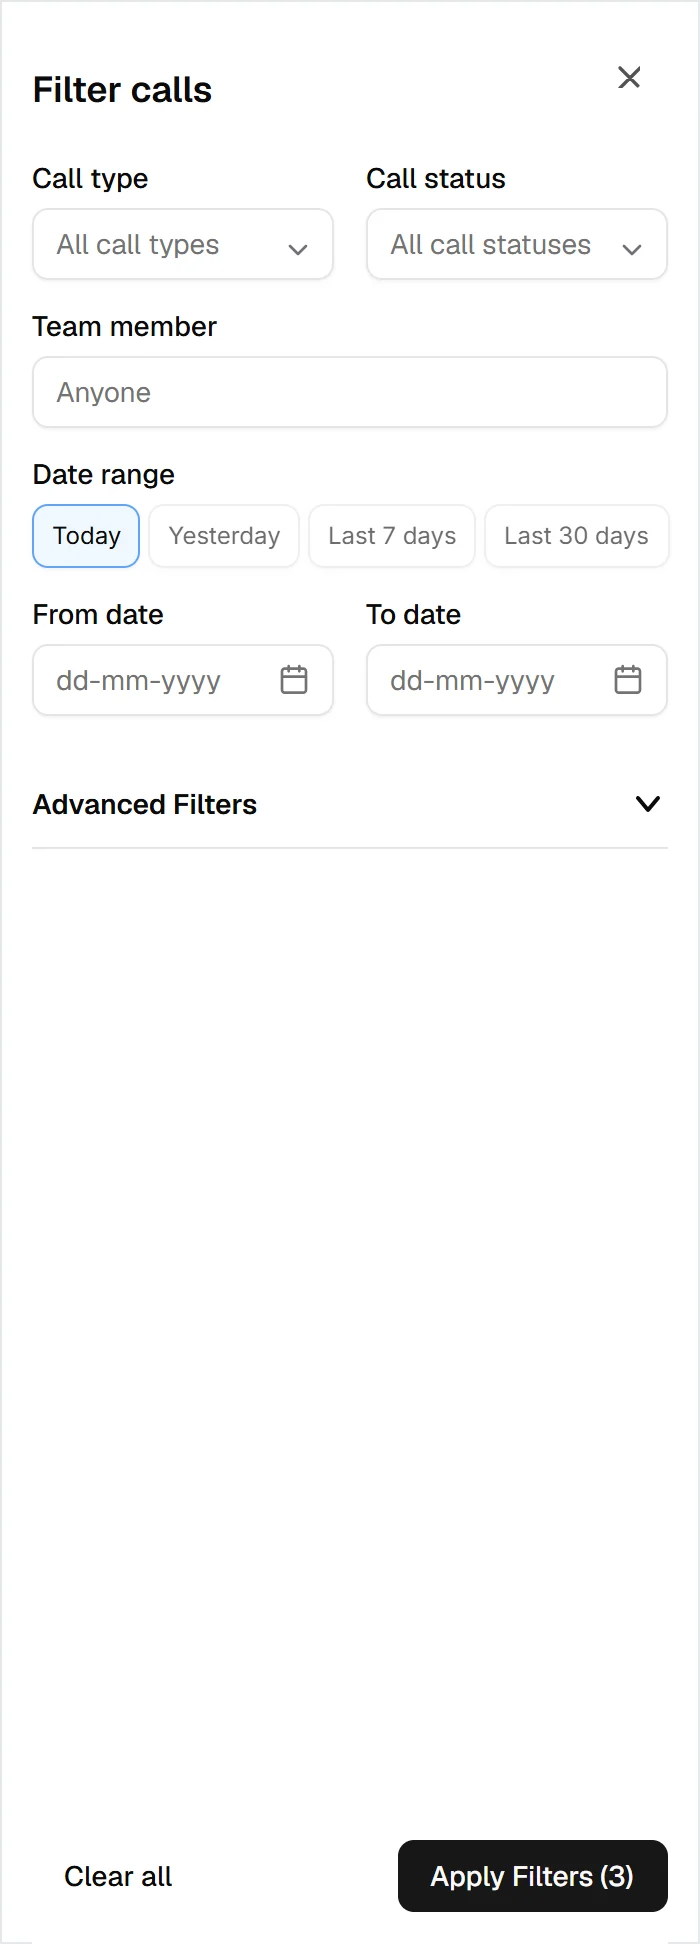 Filter calls
Call type
Call status
All call types
All call statuses
Team member
Anyone
Date range
Today
Yesterday
Last 7 days
Last 30 days
From date
To date
dd-mm-yyyy
dd-mm-yyyy
Advanced Filters
Clear all
Apply Filters (3)